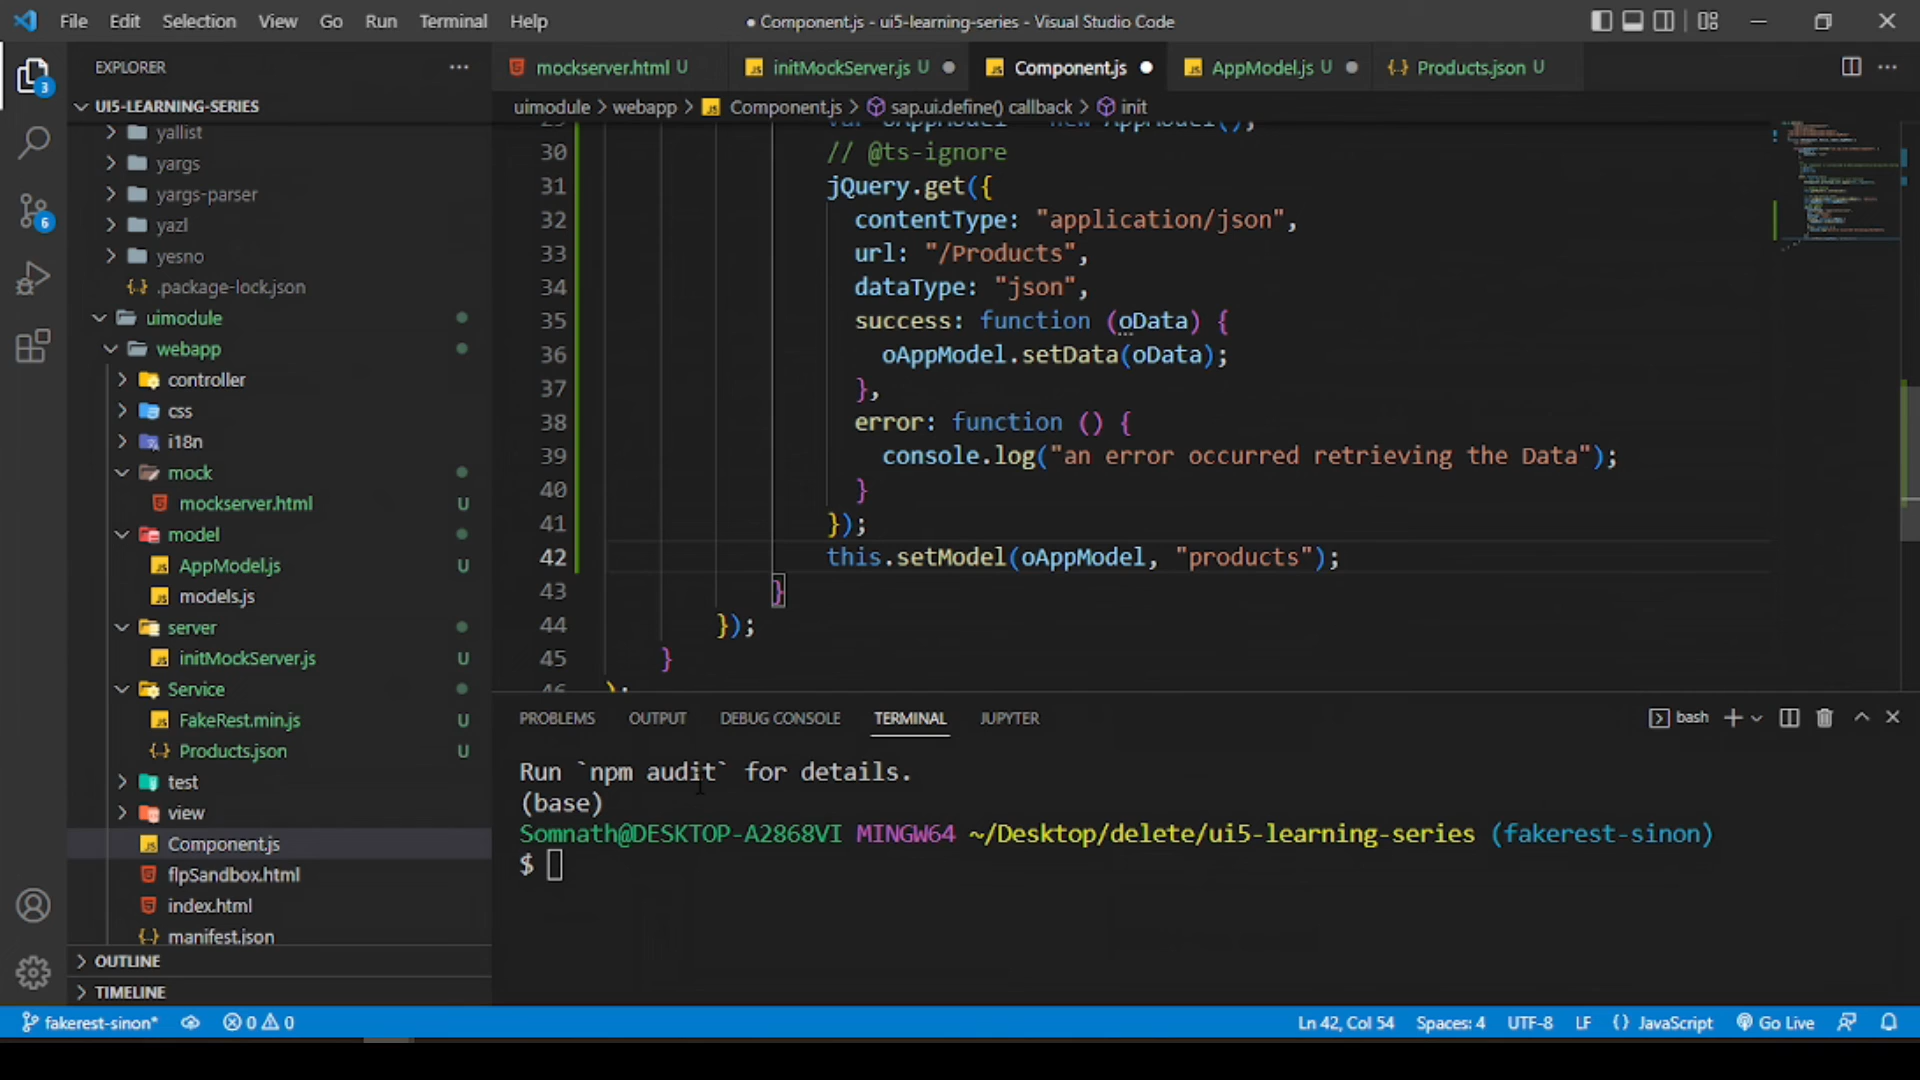 File Edit Selection View Go Run Terminal Help
● Component.js - ui5-learning-series - Visual Studio Code
EXPLORER
mockserver.html U
initMockServer.js U
Component.js
AppModel.js U
Products.json U
UI5-LEARNING-SERIES
uimodule > webapp > Component.js > sap.ui.define() callback > init
yallist
yargs
yargs-parser
yazl
yesno
.package-lock.json
uimodule
webapp
controller
css
i18n
mock
mockserver.html U
model
AppModel.js U
models.js
server
initMockServer.js U
Service
FakeRest.min.js U
Products.json U
test
view
Component.js
flpSandbox.html
index.html
manifest.json
OUTLINE
TIMELINE
3
6
29 var oAppModel = new AppModel();
30 // @ts-ignore
31 jQuery.get({
32 contentType: "application/json",
33 url: "/Products",
34 dataType: "json",
35 success: function (oData) {
36 oAppModel.setData(oData);
37 },
38 error: function () {
39 console.log("an error occurred retrieving the Data");
40 }
41 });
42 this.setModel(oAppModel, "products");
43 }
44 });
45 }
46 );
PROBLEMS OUTPUT DEBUG CONSOLE TERMINAL JUPYTER
bash
Run `npm audit` for details.
(base)
Somnath@DESKTOP-A2868VI MINGW64 ~/Desktop/delete/ui5-learning-series (fakerest-sinon)
$
fakerest-sinon* 0 0
Ln 42, Col 54 Spaces: 4 UTF-8 LF {} JavaScript Go Live